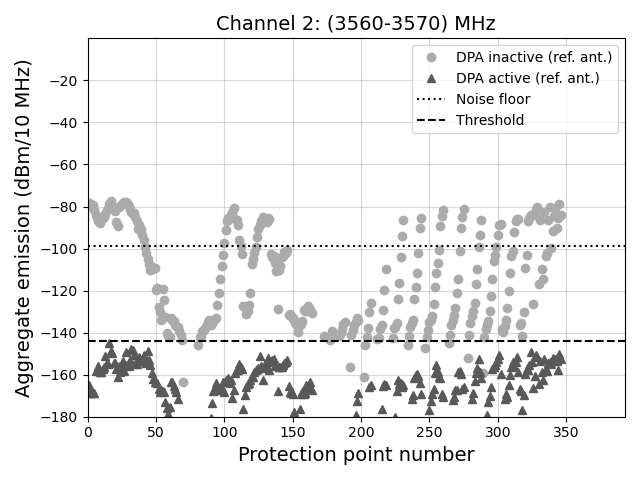 Channel 2: (3560-3570) MHz
DPA inactive (ref. ant.)
DPA active (ref. ant.)
Noise floor
Threshold
Aggregate emission (dBm/10 MHz)
−20
−40
−60
−80
−100
−120
−140
−160
−180
0 50 100 150 200 250 300 350
Protection point number